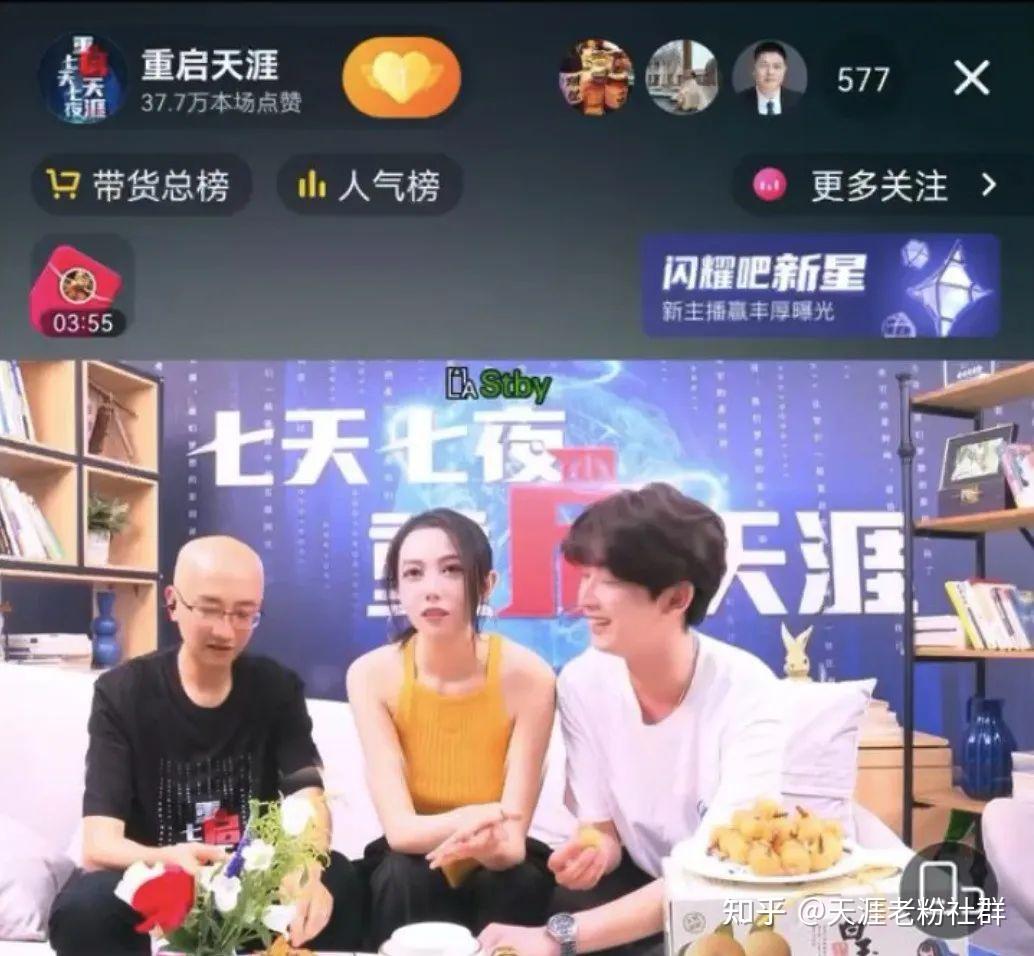 重启天涯
37.7万本场点赞
577
带货总榜
人气榜
更多关注
03:55
闪耀吧新星
新主播赢丰厚曝光
Stby
七天七夜
重启天涯
知乎 @天涯老粉社群